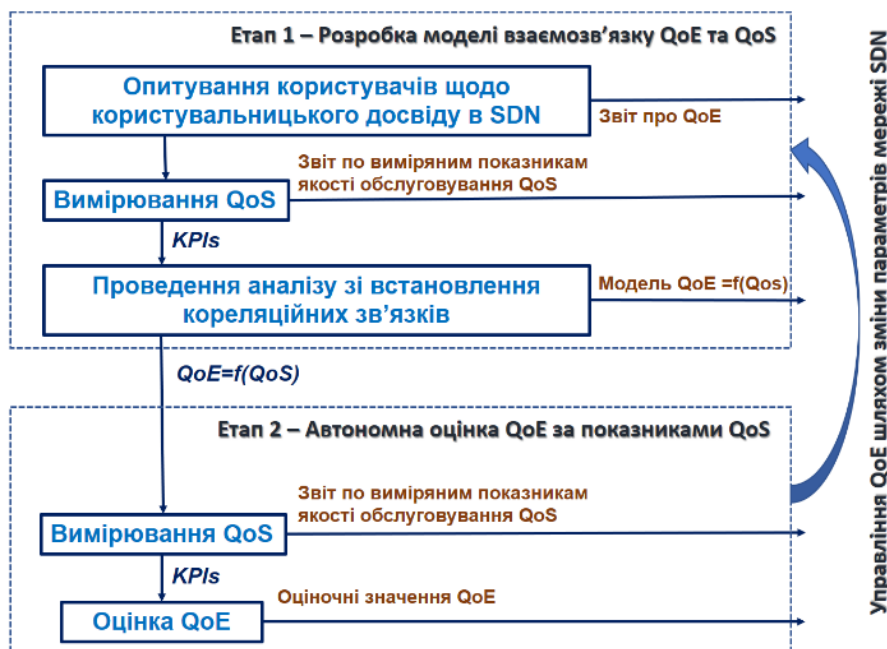 Етап 1 – Розробка моделі взаємозв'язку QoE та QoS
Опитування користувачів щодо
користувальницького досвіду в SDN
Звіт про QoE
Звіт по виміряним показникам
якості обслуговування QoS
Вимірювання QoS
KPIs
Проведення аналізу зі встановлення
кореляційних зв’язків
Модель QoE =f(Qos)
QoE=f(QoS)
Етап 2 – Автономна оцінка QoE за показниками QoS
Звіт по виміряним показникам
якості обслуговування QoS
Вимірювання QoS
KPIs
Оціночні значення QoE
Оцінка QoE
Управління QoE шляхом зміни параметрів мережі SDN